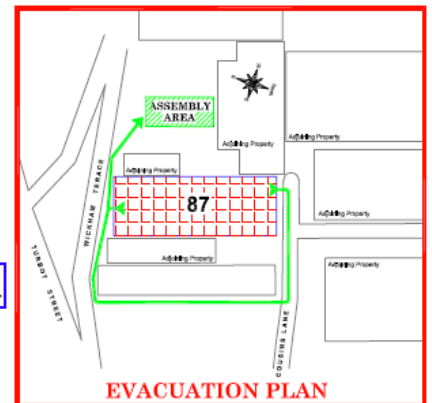 ASSEMBLY
AREA
Adjoining Property
Adjoining Property
Adjoining Property
87
Adjoining Property
Adjoining Property
Adjoining Property
WICKHAM TERACE
TURBOT STREET
COUSINS LANE
EVACUATION PLAN